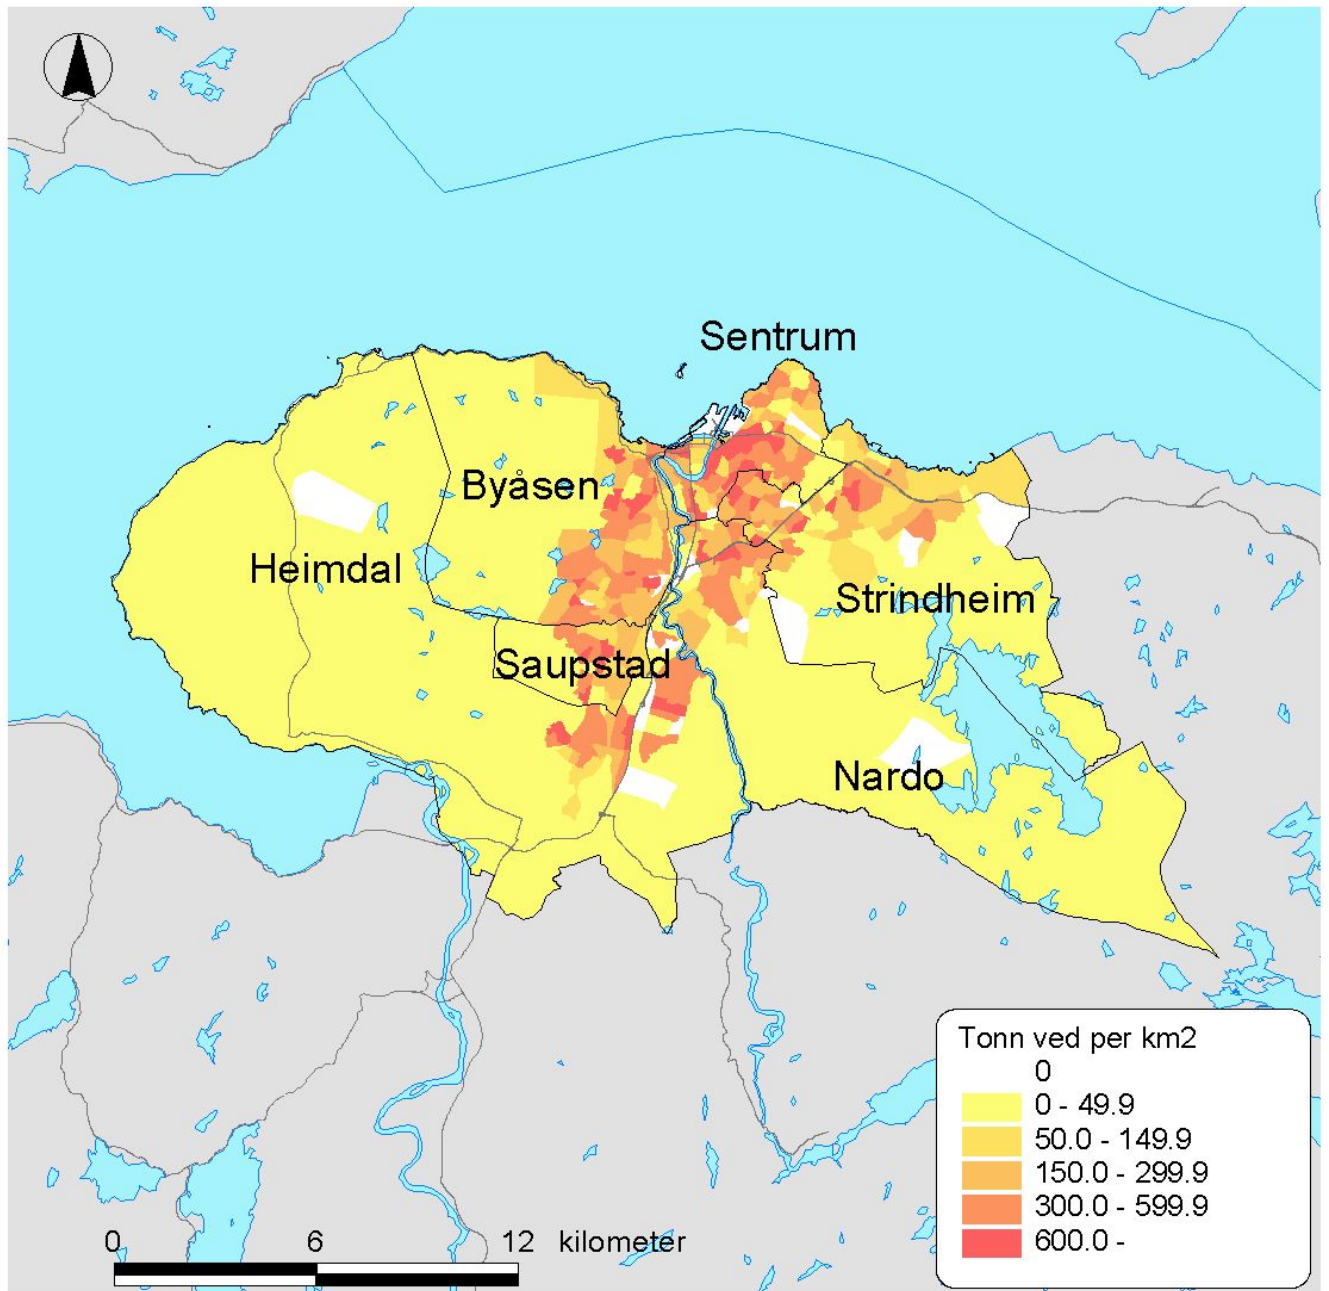 Sentrum
Byåsen
Heimdal
Strindheim
Saupstad
Nardo
Tonn ved per km2
0
0 - 49.9
50.0 - 149.9
150.0 - 299.9
300.0 - 599.9
600.0 -
0 6 12 kilometer